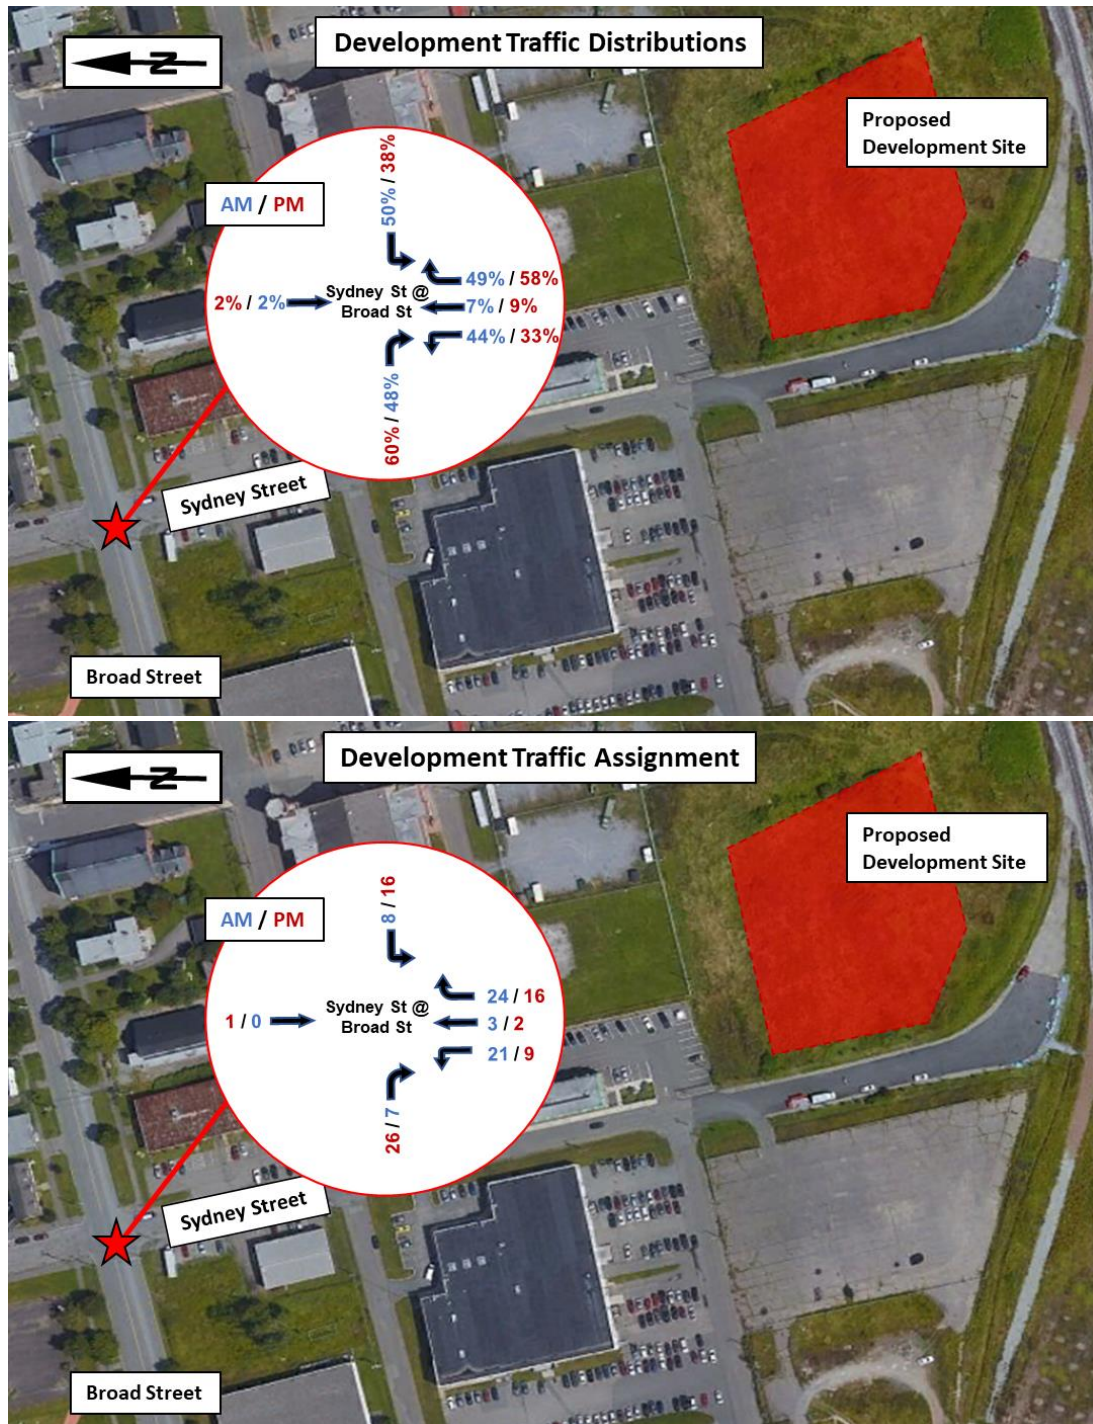 N
Development Traffic Distributions
Proposed
Development Site
AM / PM
50% / 38%
49% / 58%
2% / 2%
Sydney St @
Broad St
7% / 9%
44% / 33%
60% / 48%
Sydney Street
Broad Street
N
Development Traffic Assignment
Proposed
Development Site
AM / PM
8 / 16
24 / 16
1 / 0
Sydney St @
Broad St
3 / 2
21 / 9
26 / 7
Sydney Street
Broad Street